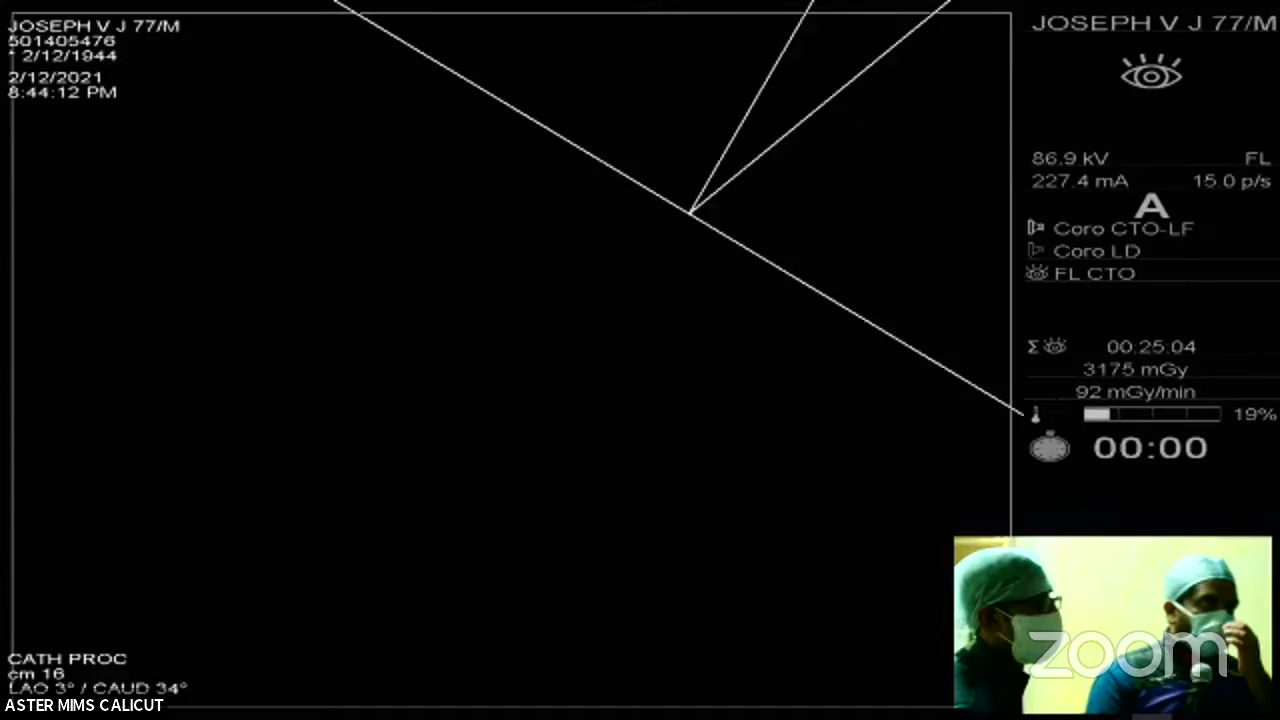 JOSEPH V J 77/M
501405476
* 2/12/1944
2/12/2021
8:44:12 PM
JOSEPH V J 77/M
86.9 kV FL
227.4 mA 15.0 p/s
A
Coro CTO-LF
Coro LD
FL CTO
Σ 00:25:04
3175 mGy
92 mGy/min
19%
00:00
zoom
CATH PROC
cm 16
LAO 3° / CAUD 34°
ASTER MIMS CALICUT